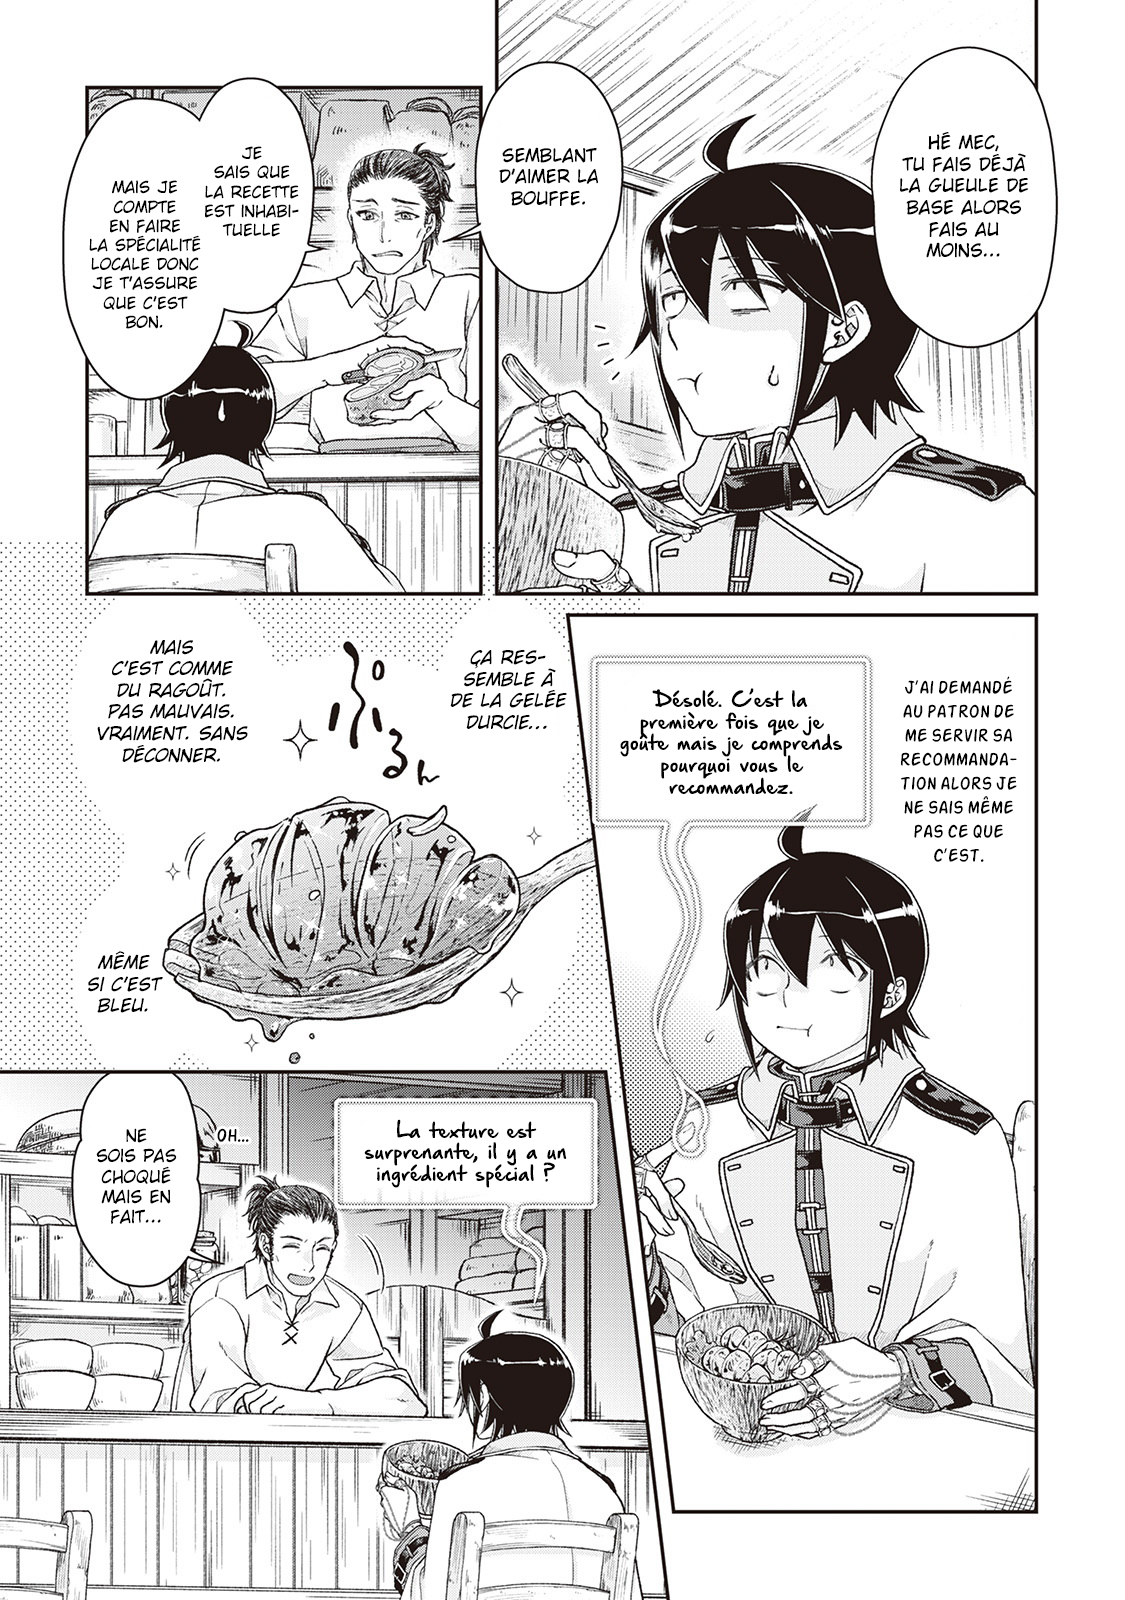 HÉ MEC,
TU FAIS DÉJÀ
LA GUEULE DE
BASE ALORS
FAIS AU
MOINS...
SEMBLANT
D'AIMER LA
BOUFFE.
JE
SAIS QUE
LA RECETTE
EST INHABI-
TUELLE
MAIS JE
COMPTE
EN FAIRE
LA SPÉCIALITÉ
LOCALE DONC
JE T'ASSURE
QUE C'EST
BON.
J'AI DEMANDÉ
AU PATRON DE
ME SERVIR SA
RECOMMANDA-
TION ALORS JE
NE SAIS MÊME
PAS CE QUE
C'EST.
Désolé. C'est la
première fois que je
goûte mais je comprends
pourquoi vous le
recommandez.
ÇA RES-
SEMBLE À
DE LA GELÉE
DURCIE...
ぷるん
MAIS
C'EST COMME
DU RAGOÛT.
PAS MAUVAIS.
VRAIMENT. SANS
DÉCONNER.
MÊME
SI C'EST
BLEU.
La texture est
surprenante, il y a un
ingrédient spécial ?
OH...
NE
SOIS PAS
CHOQUÉ
MAIS EN
FAIT...